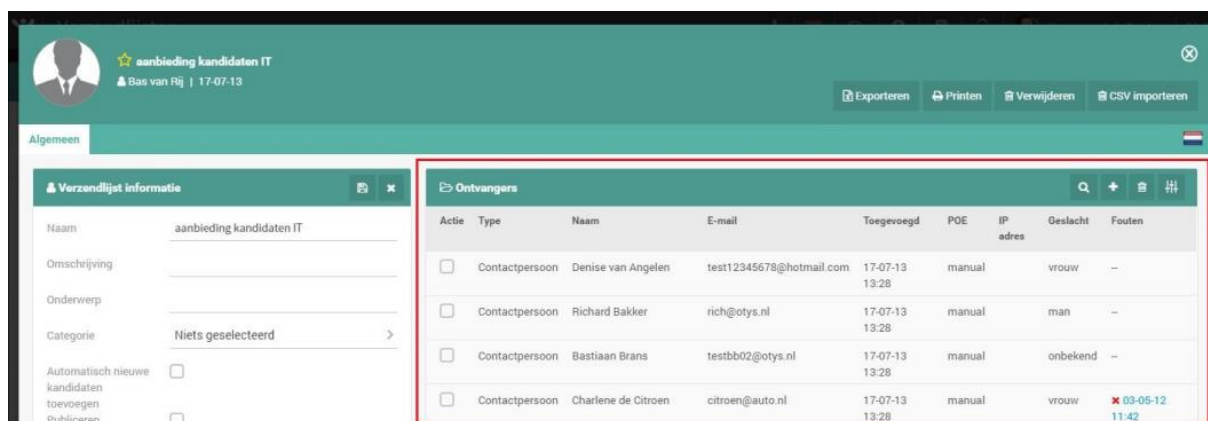 aanbieding kandidaten IT
Bas van Rij | 17-07-13
Exporteren Printen Verwijderen CSV importeren
Algemeen
Verzendlijst informatie
Naam aanbieding kandidaten IT
Omschrijving
Onderwerp
Categorie Niets geselecteerd
Automatisch nieuwe
kandidaten
toevoegen
Publiceren
Ontvangers
Actie Type Naam E-mail Toegevoegd POE IP adres Geslacht Fouten
Contactpersoon Denise van Angelen test12345678@hotmail.com 17-07-13 13:28 manual vrouw --
Contactpersoon Richard Bakker rich@otys.nl 17-07-13 13:28 manual man --
Contactpersoon Bastiaan Brans testbb02@otys.nl 17-07-13 13:28 manual onbekend --
Contactpersoon Charlene de Citroen citroen@auto.nl 17-07-13 13:28 manual vrouw 03-05-12 11:42